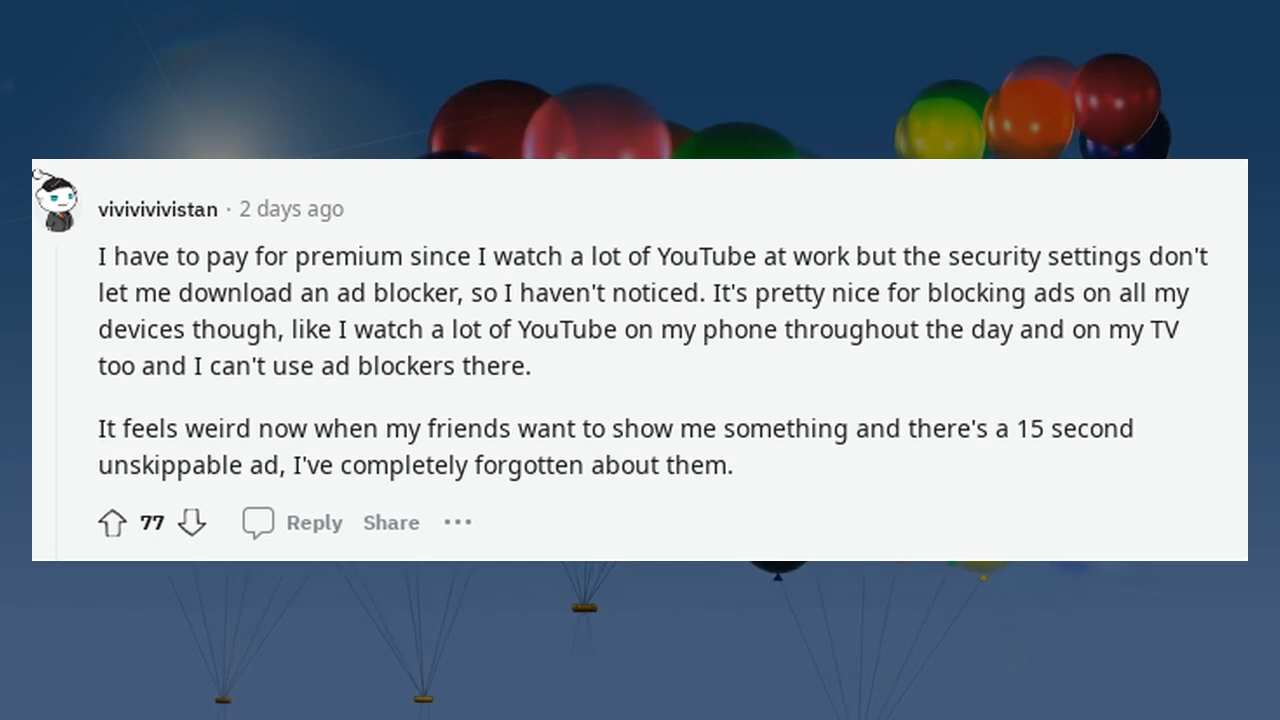 vivivivivistan · 2 days ago
I have to pay for premium since I watch a lot of YouTube at work but the security settings don't
let me download an ad blocker, so I haven't noticed. It's pretty nice for blocking ads on all my
devices though, like I watch a lot of YouTube on my phone throughout the day and on my TV
too and I can't use ad blockers there.
It feels weird now when my friends want to show me something and there's a 15 second
unskippable ad, I've completely forgotten about them.
77 Reply Share ···